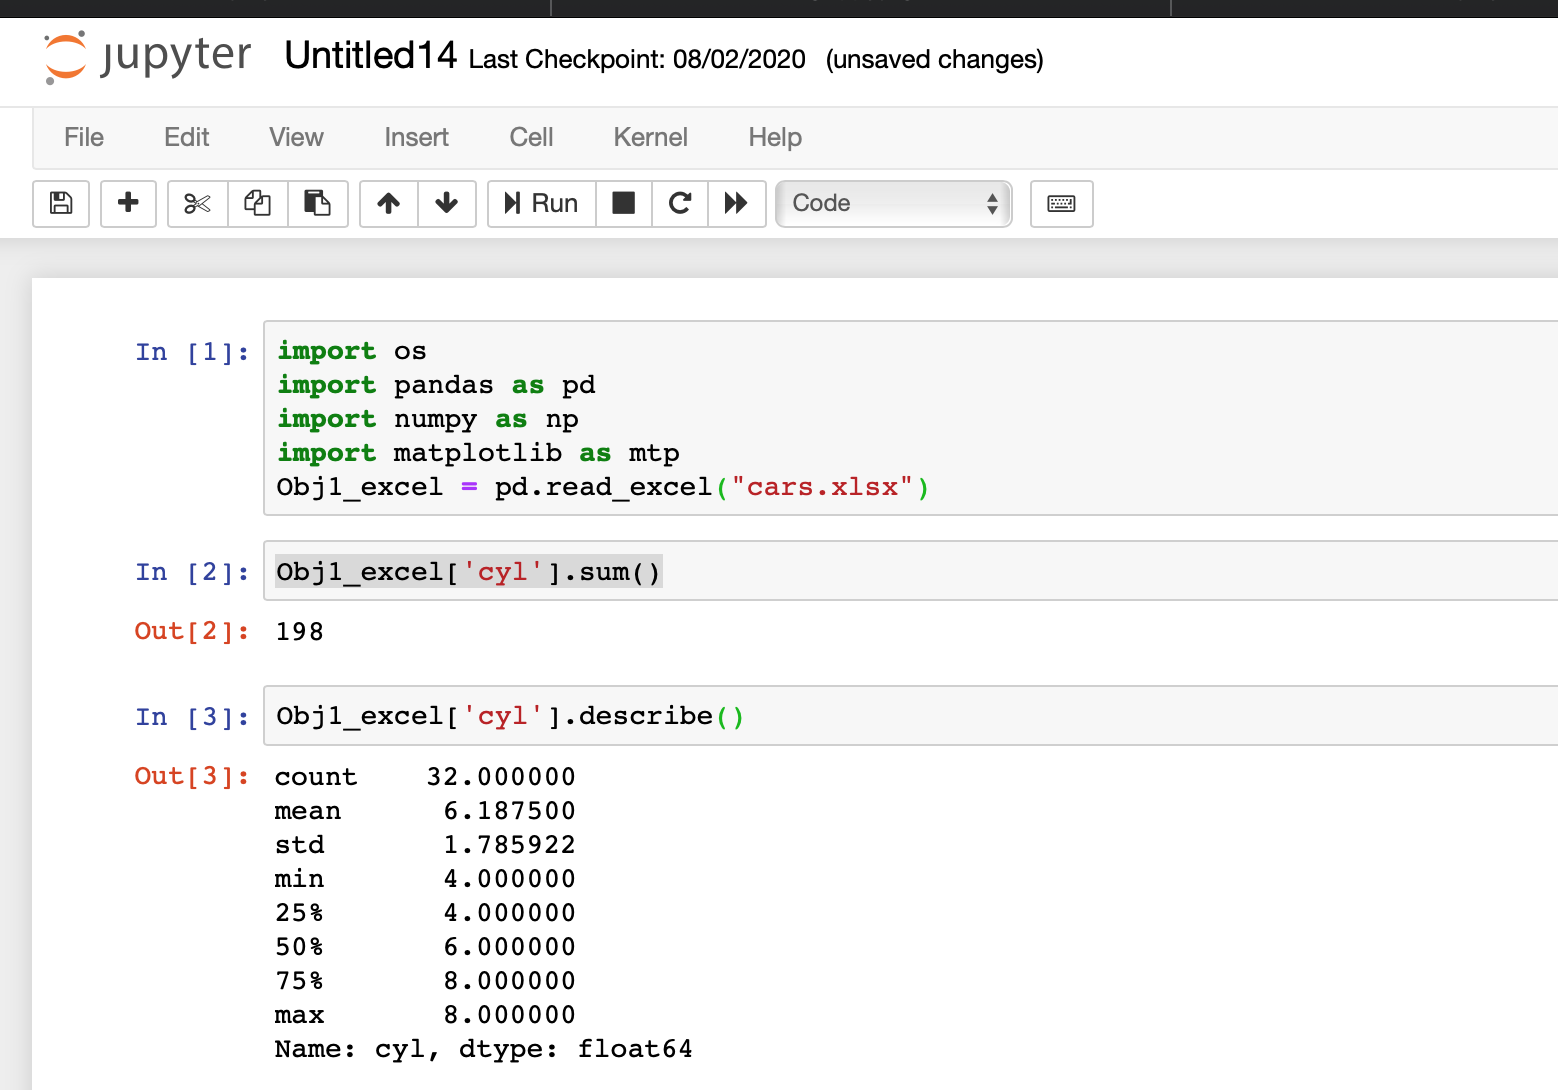 jupyter Untitled14 Last Checkpoint: 08/02/2020 (unsaved changes)
File Edit View Insert Cell Kernel Help
Run Code
In [1]: import os
import pandas as pd
import numpy as np
import matplotlib as mtp
Obj1_excel = pd.read_excel("cars.xlsx")
In [2]: Obj1_excel['cyl'].sum()
Out[2]: 198
In [3]: Obj1_excel['cyl'].describe()
Out[3]: count 32.000000
mean 6.187500
std 1.785922
min 4.000000
25% 4.000000
50% 6.000000
75% 8.000000
max 8.000000
Name: cyl, dtype: float64